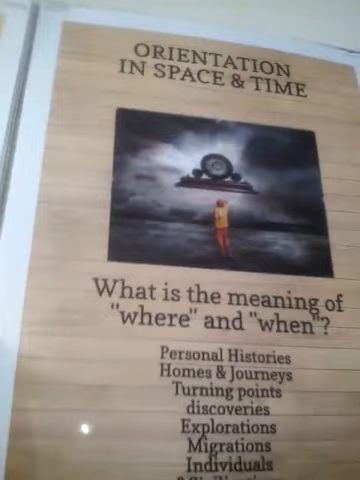 ORIENTATION
IN SPACE & TIME
What is the meaning of
"where" and "when"?
Personal Histories
Homes & Journeys
Turning points
discoveries
Explorations
Migrations
Individuals